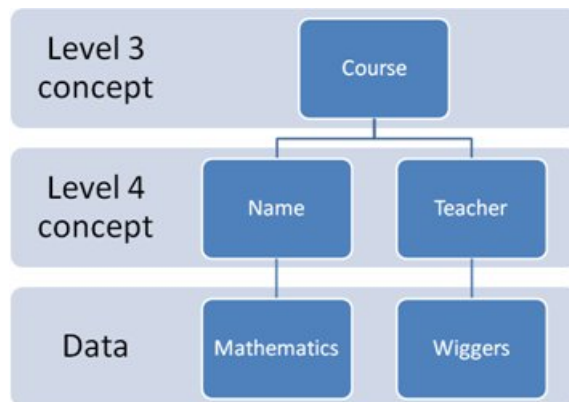 Level 3
concept
Course
Level 4
concept
Name
Teacher
Data
Mathematics
Wiggers